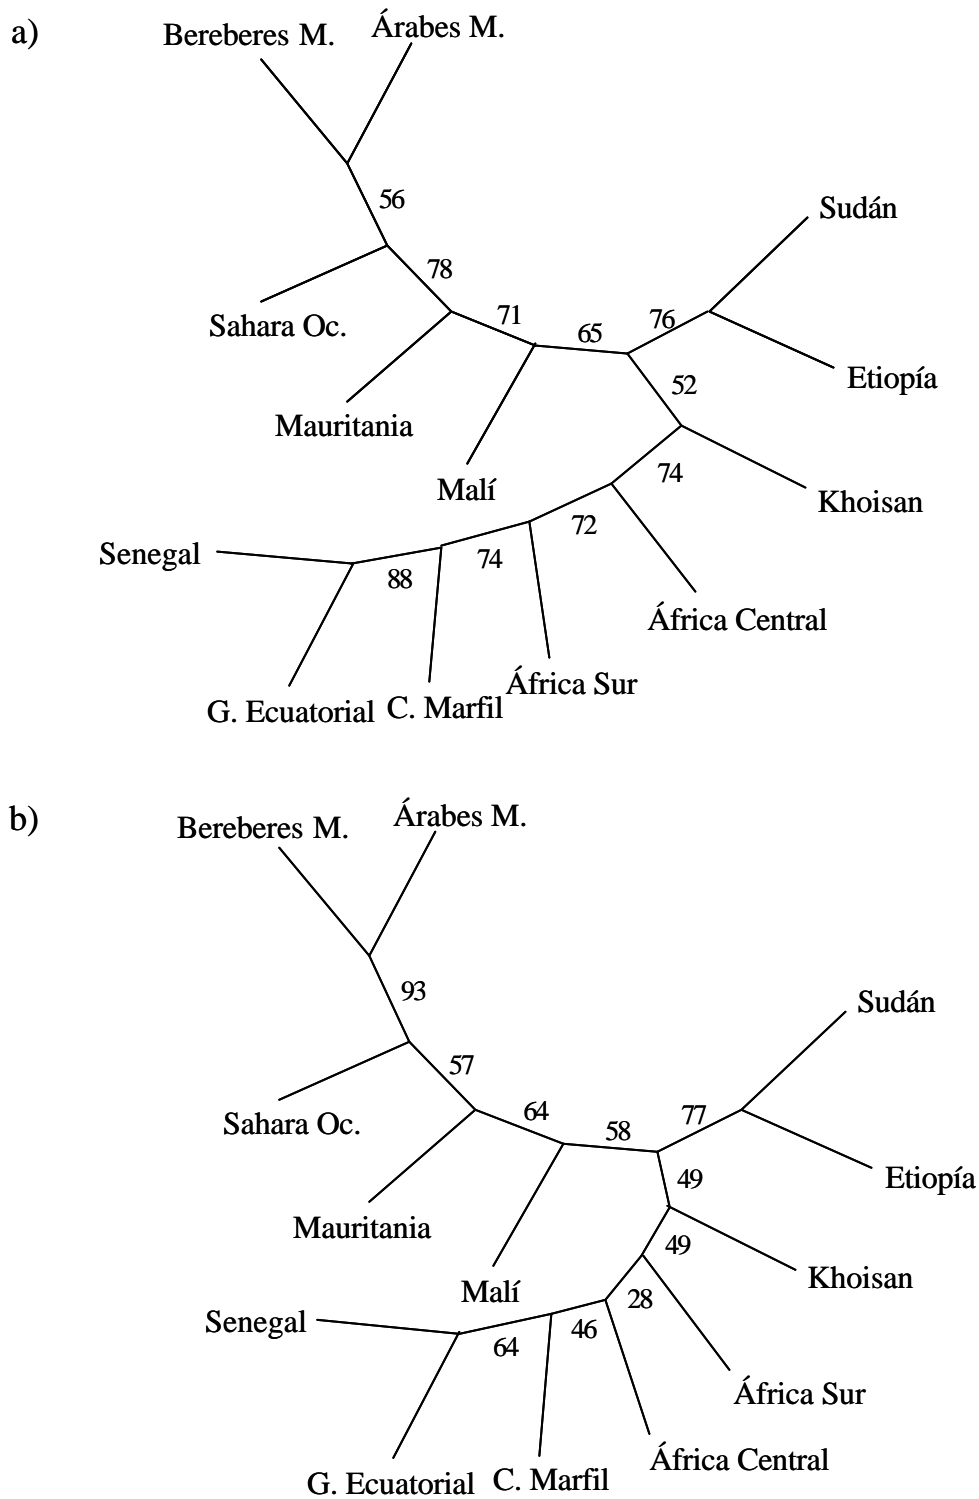 a)
Bereberes M.
Árabes M.
56
Sudán
78
Sahara Oc.
71
65
76
Etiopía
52
Mauritania
Malí
74
Khoisan
Senegal
88
74
72
África Central
África Sur
G. Ecuatorial
C. Marfil
b)
Bereberes M.
Árabes M.
93
Sudán
57
Sahara Oc.
64
58
77
Etiopía
49
Mauritania
49
Khoisan
Malí
28
Senegal
64
46
África Sur
África Central
G. Ecuatorial
C. Marfil